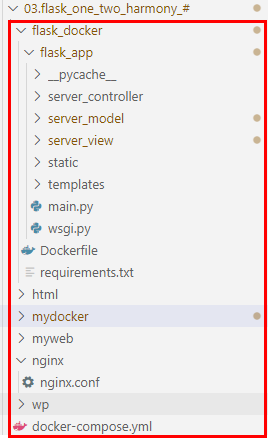 03.flask_one_two_harmony_#
flask_docker
flask_app
__pycache__
server_controller
server_model
server_view
static
templates
main.py
wsgi.py
Dockerfile
requirements.txt
html
mydocker
myweb
nginx
nginx.conf
wp
docker-compose.yml